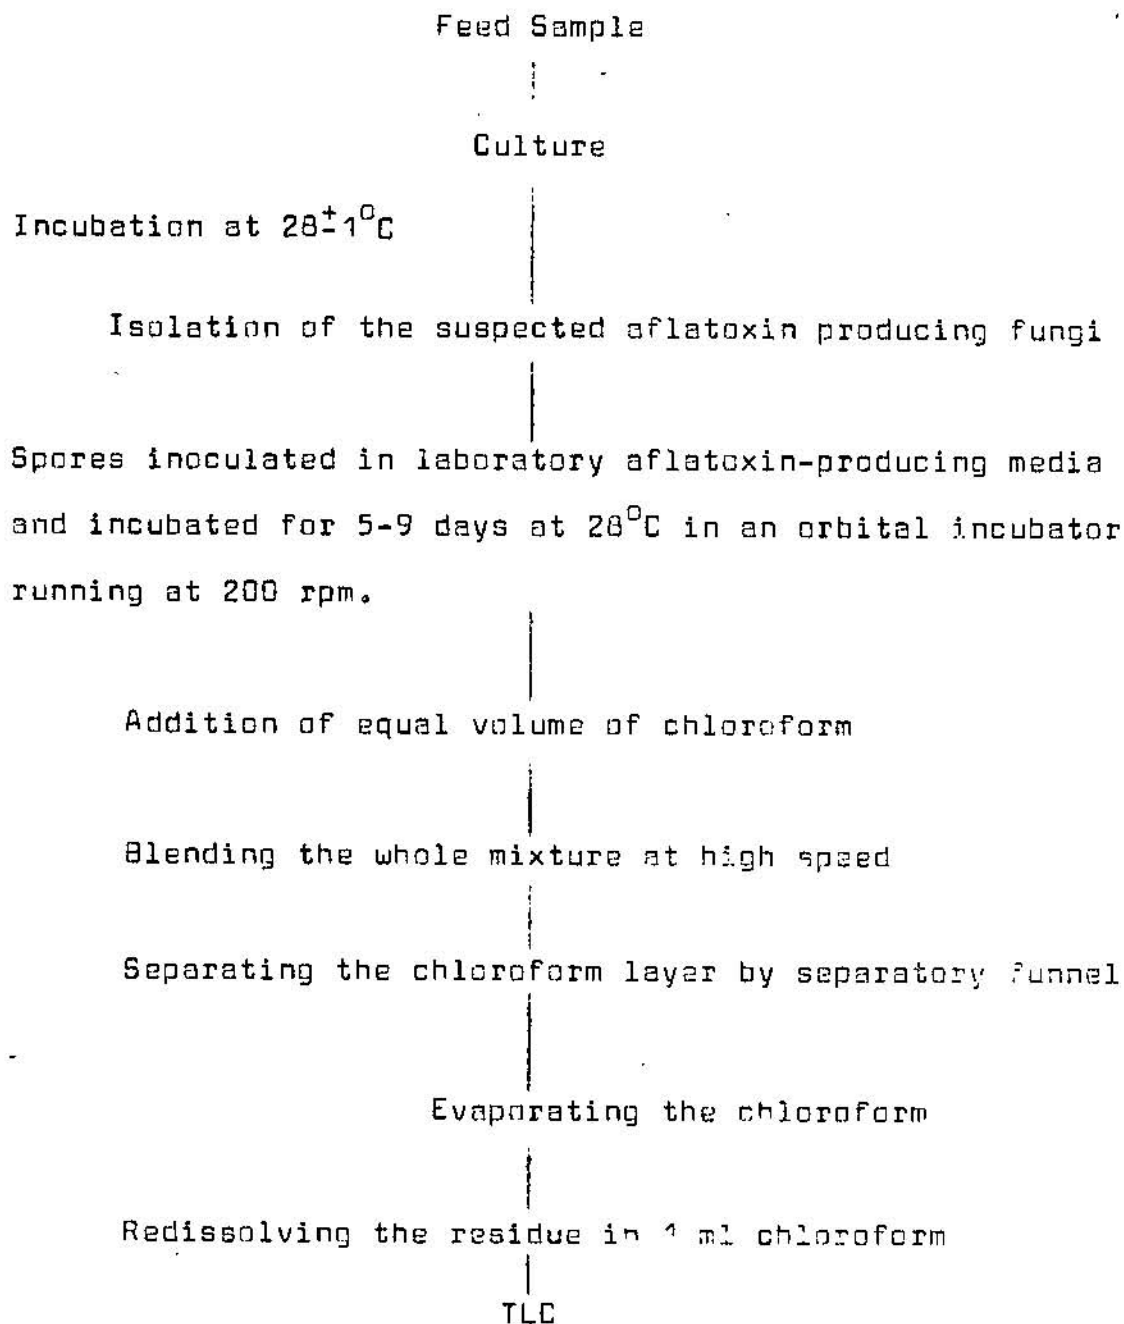 Feed Sample
Culture
Incubation at 28±1°C
Isolation of the suspected aflatoxin producing fungi
Spores inoculated in laboratory aflatoxin-producing media
and incubated for 5-9 days at 28°C in an orbital incubator
running at 200 rpm.
Addition of equal volume of chloroform
Blending the whole mixture at high speed
Separating the chloroform layer by separatory funnel
Evaporating the chloroform
Redissolving the residue in 1 ml chloroform
TLC